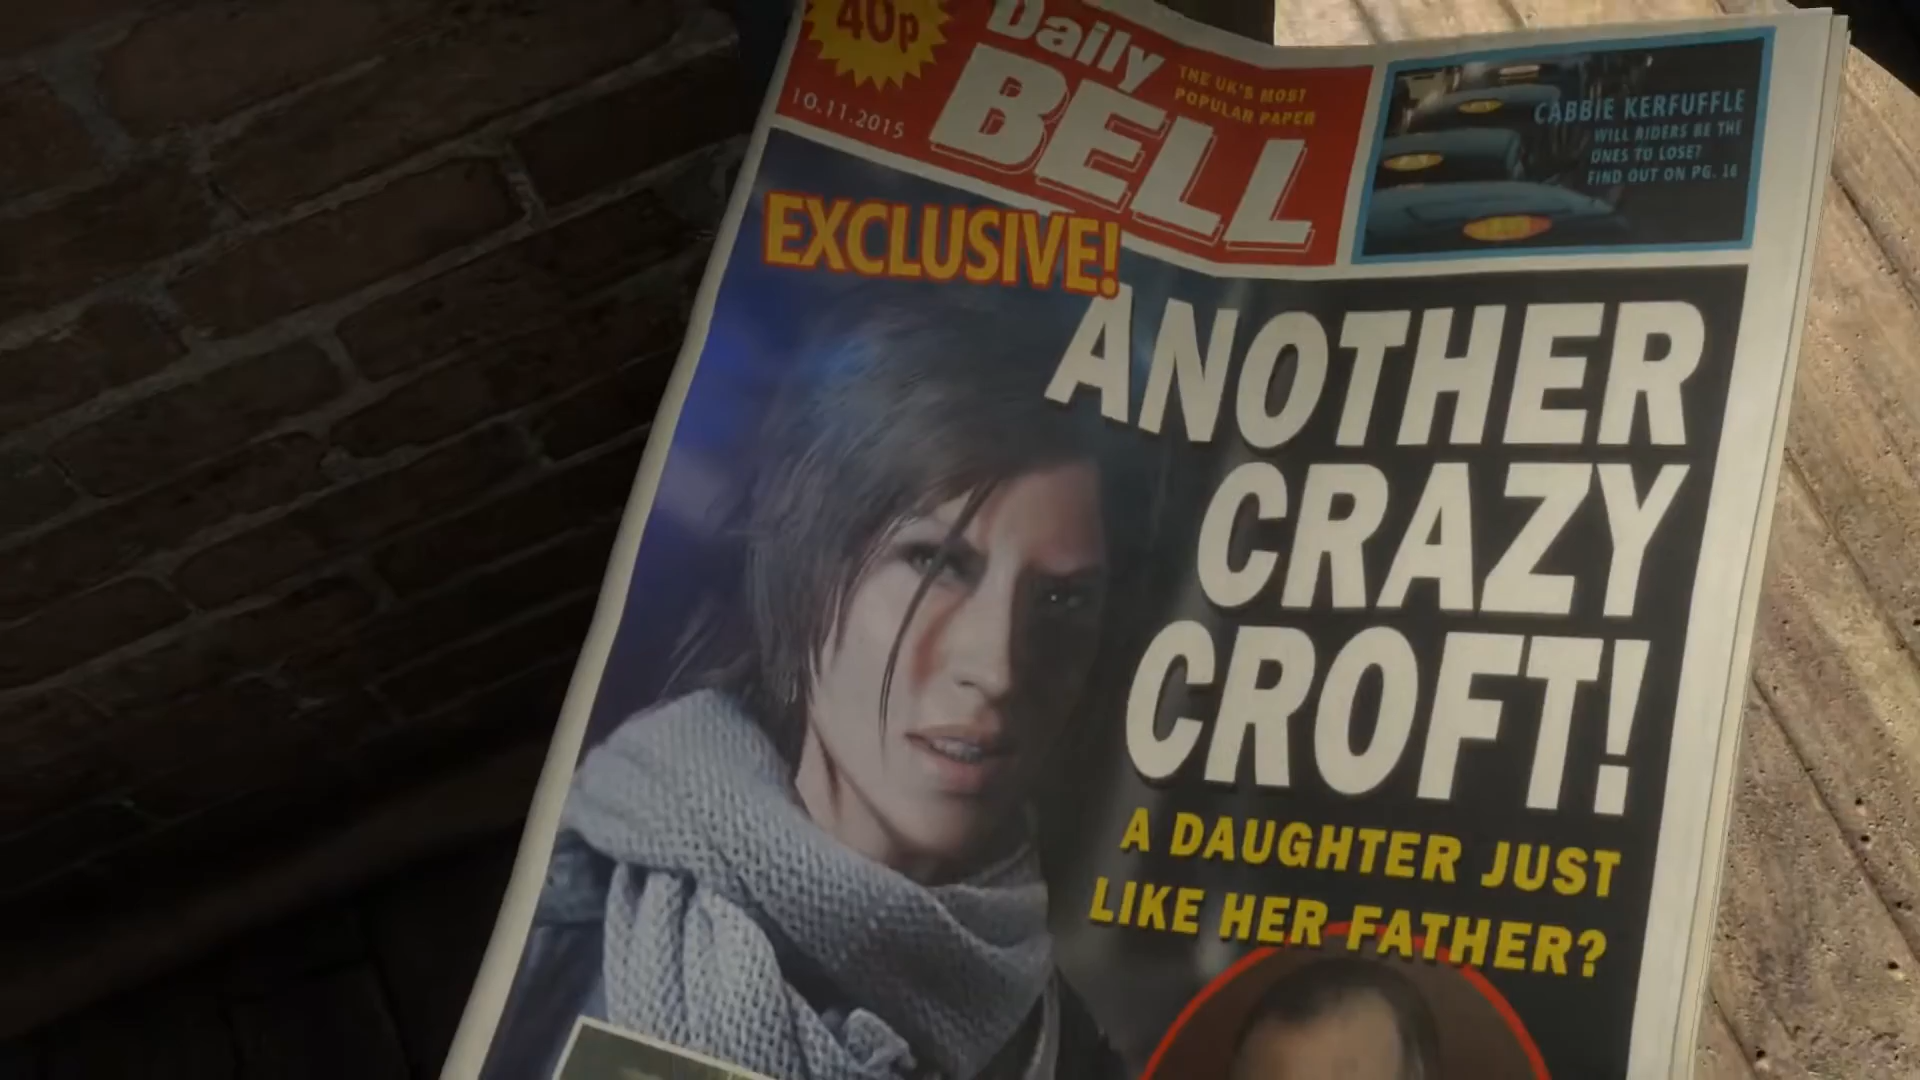 40p
Daily
BELL
THE UK'S MOST
POPULAR PAPER
10.11.2015
CABBIE KERFUFFLE
WILL RIDERS BE THE
ONES TO LOSE?
FIND OUT ON PG. 16
EXCLUSIVE!
ANOTHER
CRAZY
CROFT!
A DAUGHTER JUST
LIKE HER FATHER?